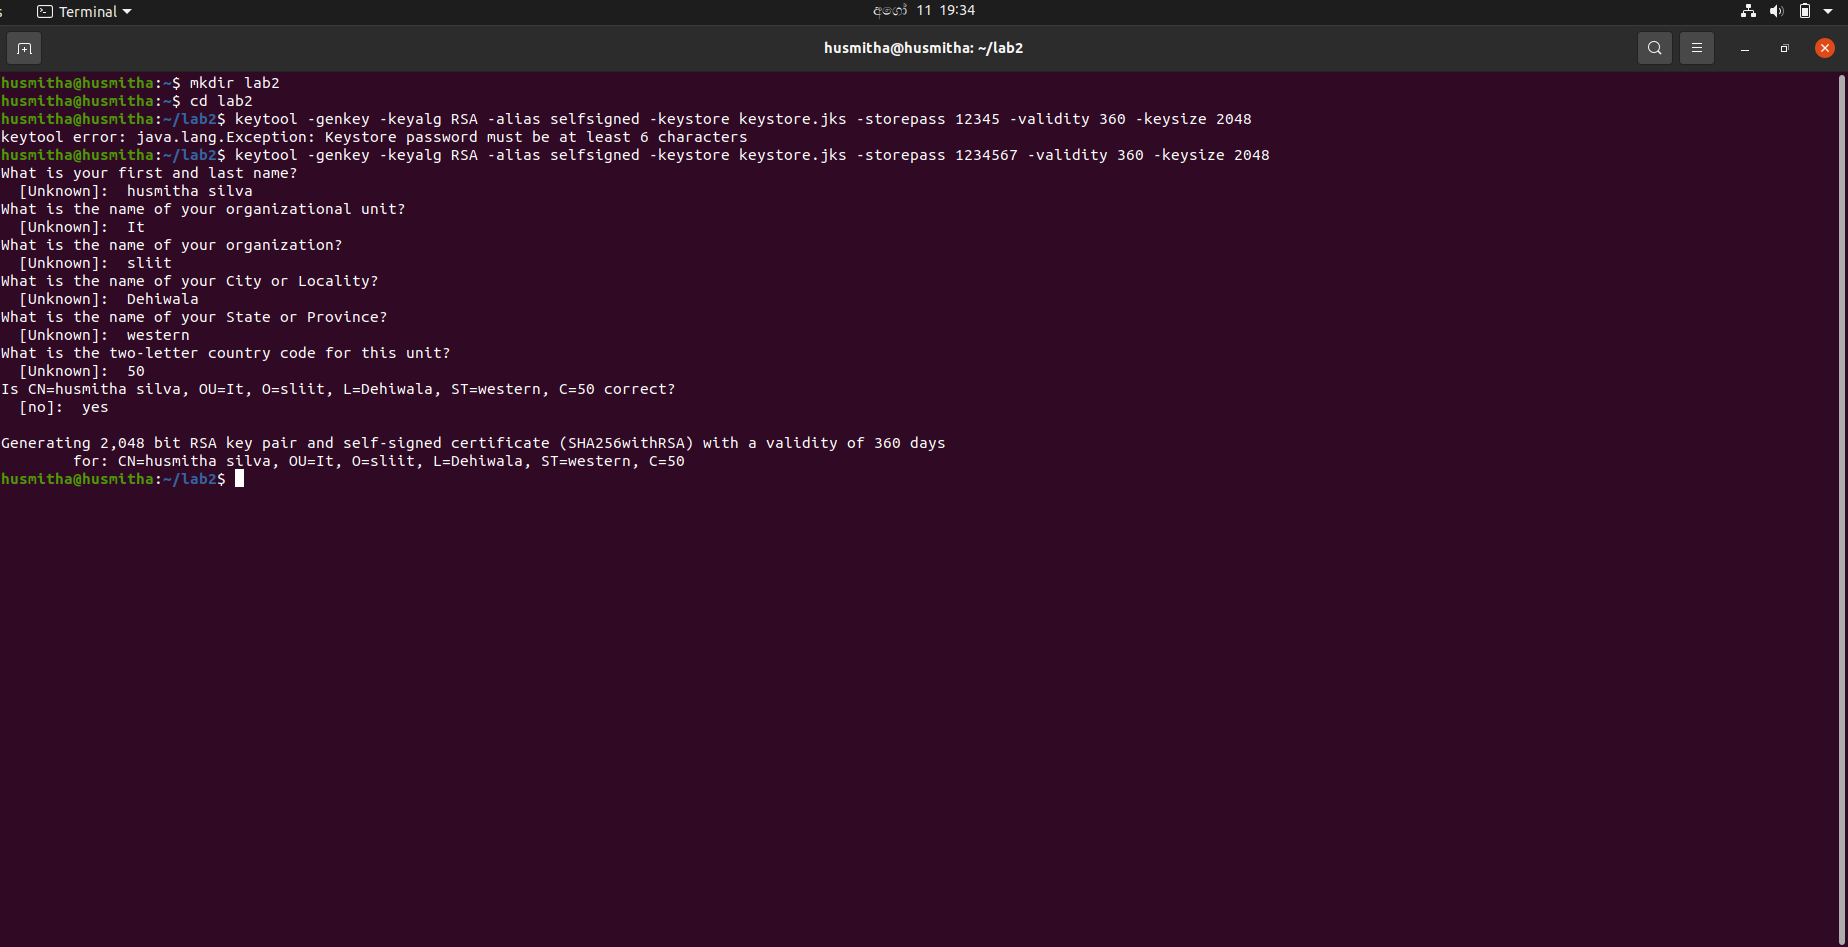 s Terminal අගෝ 11 19:34
husmitha@husmitha: ~/lab2
husmitha@husmitha:~$ mkdir lab2
husmitha@husmitha:~$ cd lab2
husmitha@husmitha:~/lab2$ keytool -genkey -keyalg RSA -alias selfsigned -keystore keystore.jks -storepass 12345 -validity 360 -keysize 2048
keytool error: java.lang.Exception: Keystore password must be at least 6 characters
husmitha@husmitha:~/lab2$ keytool -genkey -keyalg RSA -alias selfsigned -keystore keystore.jks -storepass 1234567 -validity 360 -keysize 2048
What is your first and last name?
  [Unknown]:  husmitha silva
What is the name of your organizational unit?
  [Unknown]:  It
What is the name of your organization?
  [Unknown]:  sliit
What is the name of your City or Locality?
  [Unknown]:  Dehiwala
What is the name of your State or Province?
  [Unknown]:  western
What is the two-letter country code for this unit?
  [Unknown]:  50
Is CN=husmitha silva, OU=It, O=sliit, L=Dehiwala, ST=western, C=50 correct?
  [no]:  yes
Generating 2,048 bit RSA key pair and self-signed certificate (SHA256withRSA) with a validity of 360 days
        for: CN=husmitha silva, OU=It, O=sliit, L=Dehiwala, ST=western, C=50
husmitha@husmitha:~/lab2$